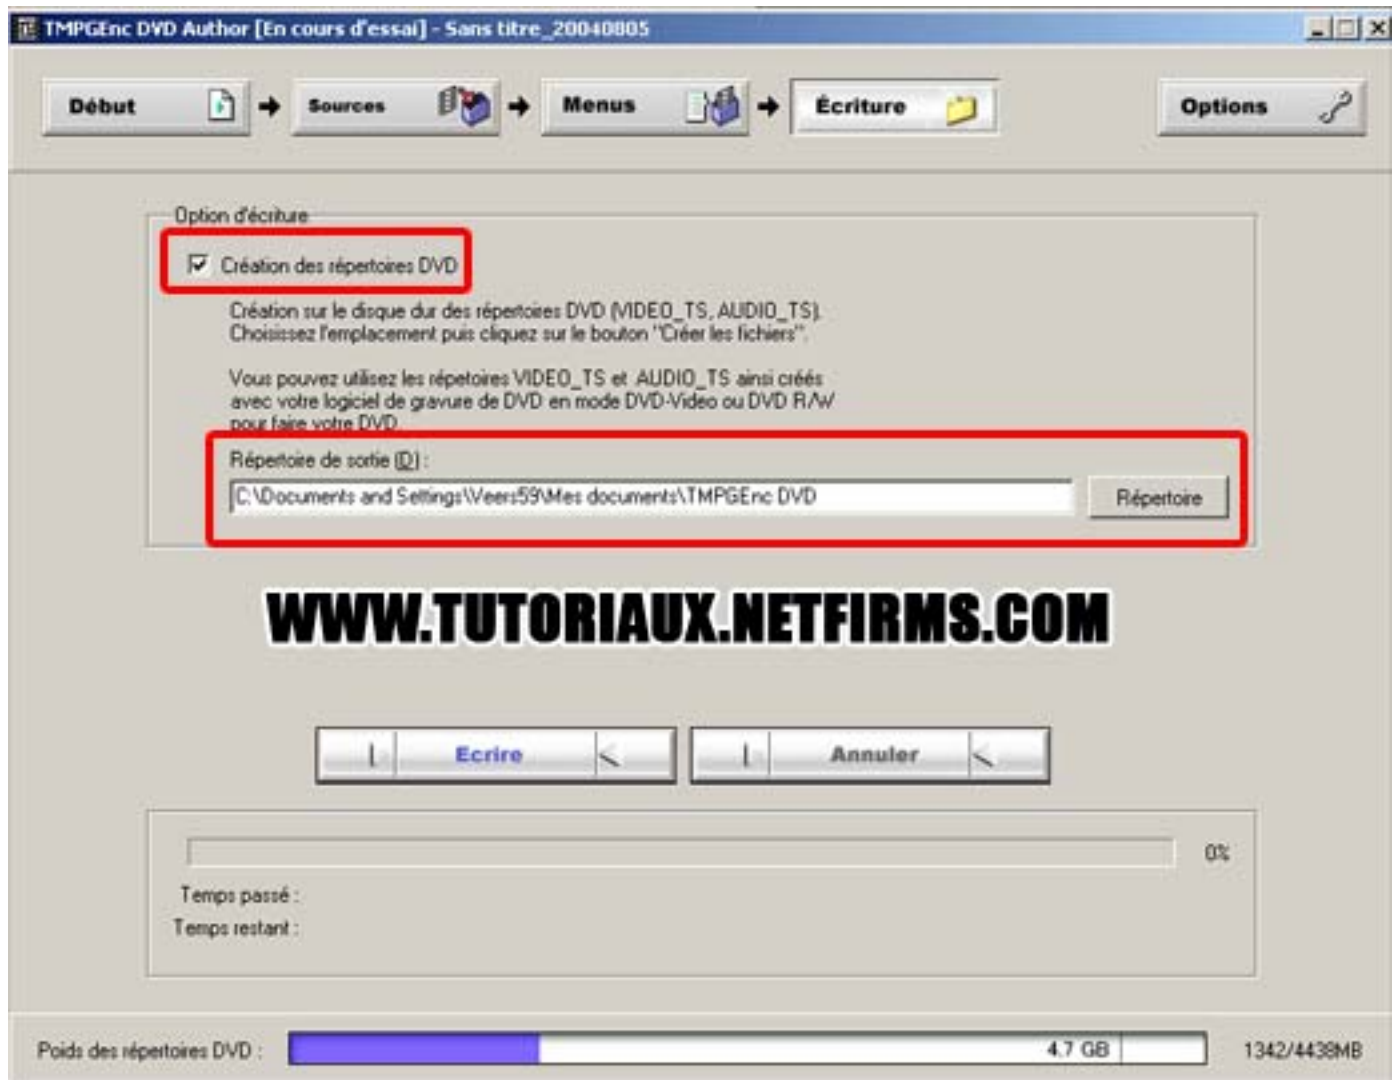 TMPGEnc DVD Author [En cours d'essai] - Sans titre_20040805
Début
Sources
Menus
Écriture
Options
Option d'écriture
Création des répertoires DVD
Création sur le disque dur des répertoires DVD (VIDEO_TS, AUDIO_TS).
Choisissez l'emplacement puis cliquez sur le bouton "Créer les fichiers".
Vous pouvez utilisez les répetoires VIDEO_TS et AUDIO_TS ainsi créés
avec votre logiciel de gravure de DVD en mode DVD-Video ou DVD R/W
pour faire votre DVD.
Répertoire de sortie (D) :
C:\Documents and Settings\Veers59\Mes documents\TMPGEnc DVD
Répertoire
WWW.TUTORIAUX.NETFIRMS.COM
Ecrire
Annuler
0%
Temps passé :
Temps restant :
Poids des répertoires DVD :
4.7 GB
1342/4438MB